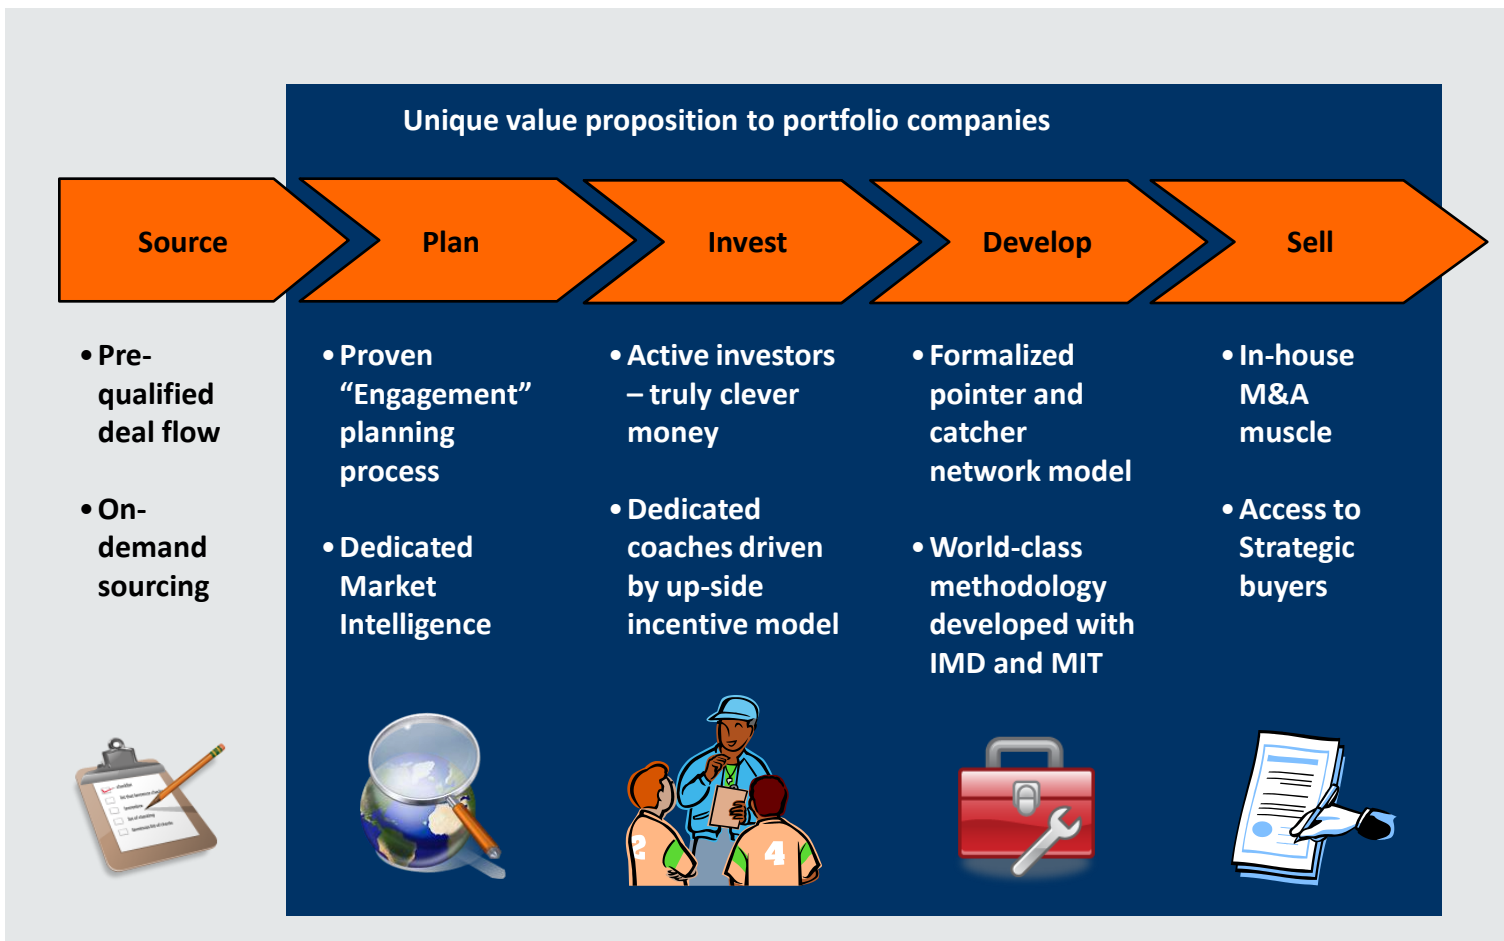 Unique value proposition to portfolio companies
Source
Plan
Invest
Develop
Sell
•Pre-
qualified
deal flow
•On-
demand
sourcing
•Proven
“Engagement”
planning
process
•Dedicated
Market
Intelligence
•Active investors
– truly clever
money
•Dedicated
coaches driven
by up-side
incentive model
•Formalized
pointer and
catcher
network model
•World-class
methodology
developed with
IMD and MIT
•In-house
M&A
muscle
•Access to
Strategic
buyers
2
4